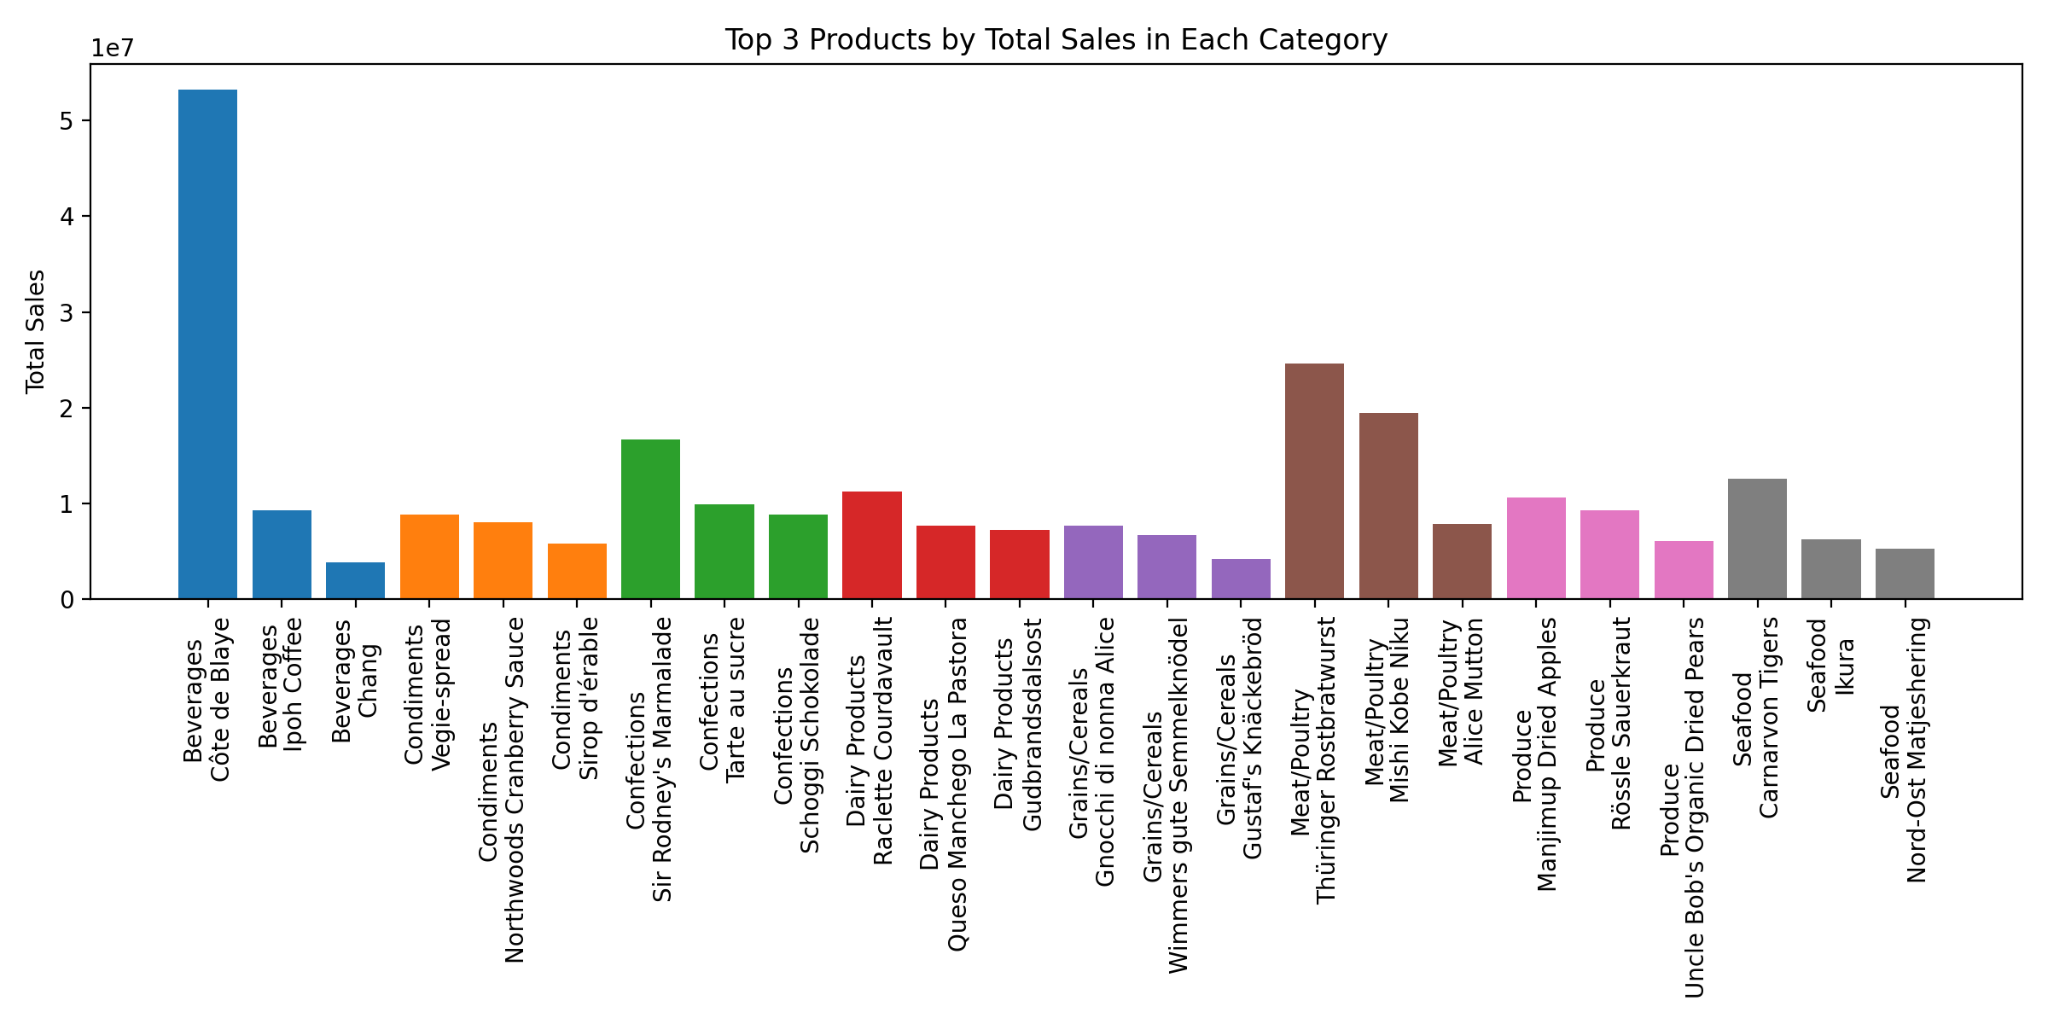 Top 3 Products by Total Sales in Each Category
1e7
5
4
3
2
1
0
Total Sales
Beverages
Côte de Blaye
Beverages
Ipoh Coffee
Beverages
Chang
Condiments
Vegie-spread
Condiments
Northwoods Cranberry Sauce
Condiments
Sirop d'érable
Confections
Sir Rodney's Marmalade
Confections
Tarte au sucre
Confections
Schoggi Schokolade
Dairy Products
Raclette Courdavault
Dairy Products
Queso Manchego La Pastora
Dairy Products
Gudbrandsdalsost
Grains/Cereals
Gnocchi di nonna Alice
Grains/Cereals
Wimmers gute Semmelknödel
Grains/Cereals
Gustaf's Knäckebröd
Meat/Poultry
Thüringer Rostbratwurst
Meat/Poultry
Mishi Kobe Niku
Meat/Poultry
Alice Mutton
Produce
Manjimup Dried Apples
Produce
Rössle Sauerkraut
Produce
Uncle Bob's Organic Dried Pears
Seafood
Carnarvon Tigers
Seafood
Ikura
Seafood
Nord-Ost Matjeshering